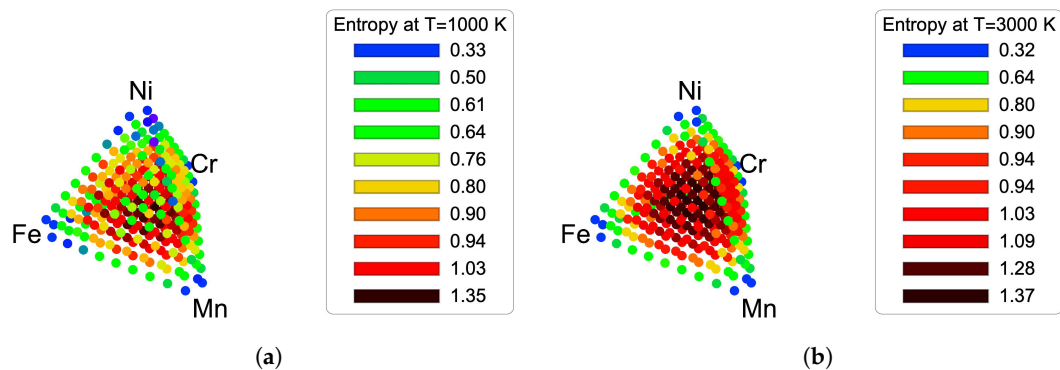 Entropy at T=1000 K
0.33
0.50
0.61
0.64
0.76
0.80
0.90
0.94
1.03
1.35
Ni
Cr
Fe
Mn
(a)
Entropy at T=3000 K
0.32
0.64
0.80
0.90
0.94
0.94
1.03
1.09
1.28
1.37
Ni
Cr
Fe
Mn
(b)